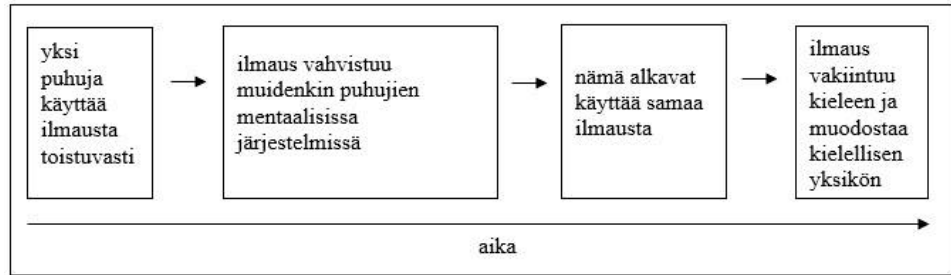 yksi
puhuja
käyttää
ilmausta
toistuvasti
ilmaus vahvistuu
muidenkin puhujien
mentaalisissa
järjestelmissä
nämä alkavat
käyttää samaa
ilmausta
ilmaus
vakiintuu
kieleen ja
muodostaa
kielellisen
yksikön
aika